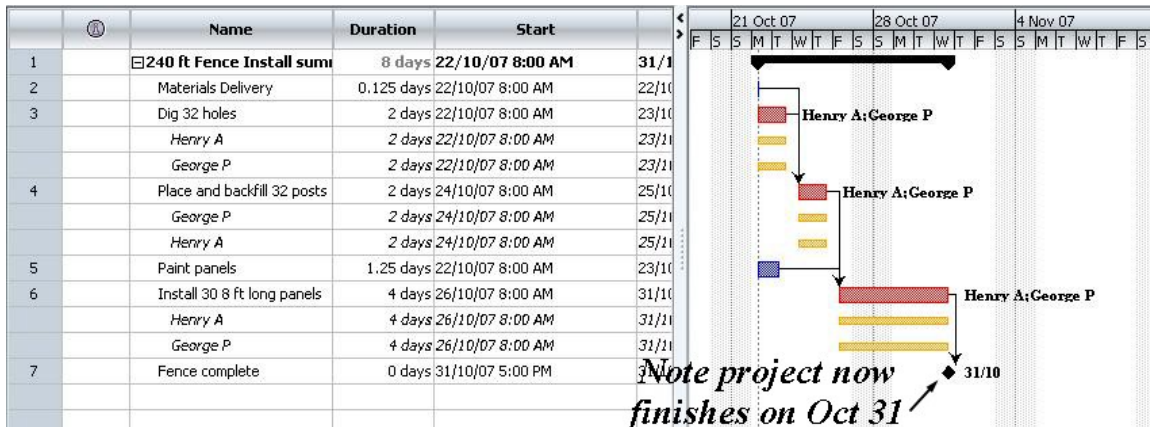 Name Duration Start 21 Oct 07 28 Oct 07 4 Nov 07
F S S M T W T F S S M T W T F S S M T W T F S
1 240 ft Fence Install sum 8 days 22/10/07 8:00 AM 31/1
2 Materials Delivery 0.125 days 22/10/07 8:00 AM 22/10
3 Dig 32 holes 2 days 22/10/07 8:00 AM 23/10 Henry A;George P
Henry A 2 days 22/10/07 8:00 AM 23/1
George P 2 days 22/10/07 8:00 AM 23/1
4 Place and backfill 32 posts 2 days 24/10/07 8:00 AM 25/10 Henry A;George P
George P 2 days 24/10/07 8:00 AM 25/1
Henry A 2 days 24/10/07 8:00 AM 25/1
5 Paint panels 1.25 days 22/10/07 8:00 AM 23/10
6 Install 30 8 ft long panels 4 days 26/10/07 8:00 AM 31/10 Henry A;George P
Henry A 4 days 26/10/07 8:00 AM 31/1
George P 4 days 26/10/07 8:00 AM 31/1
7 Fence complete 0 days 31/10/07 5:00 PM 31/10
Note project now
finishes on Oct 31